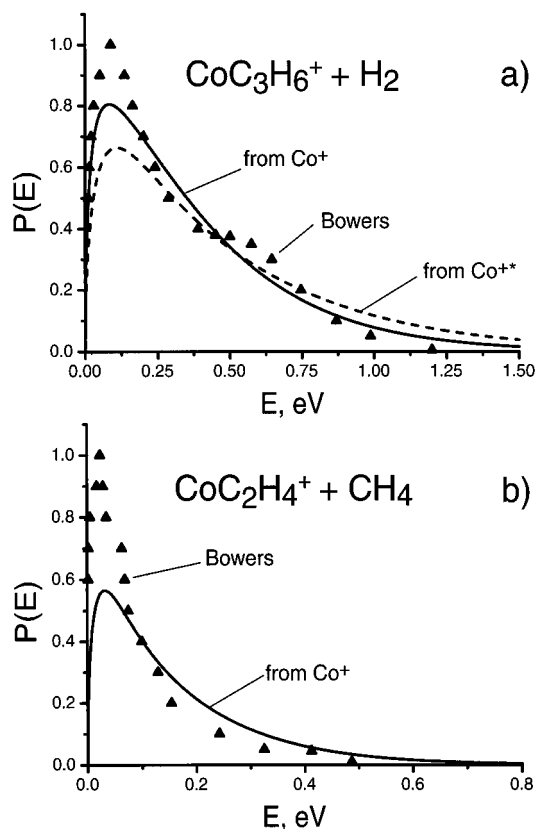 CoC₃H₆⁺ + H₂ a)
1.0
0.8
0.6
0.4
0.2
0.0
P(E)
from Co⁺
Bowers
from Co⁺*
0.00 0.25 0.50 0.75 1.00 1.25 1.50
E, eV
CoC₂H₄⁺ + CH₄ b)
1.0
0.8
0.6
0.4
0.2
0.0
P(E)
Bowers
from Co⁺
0.0 0.2 0.4 0.6 0.8
E, eV